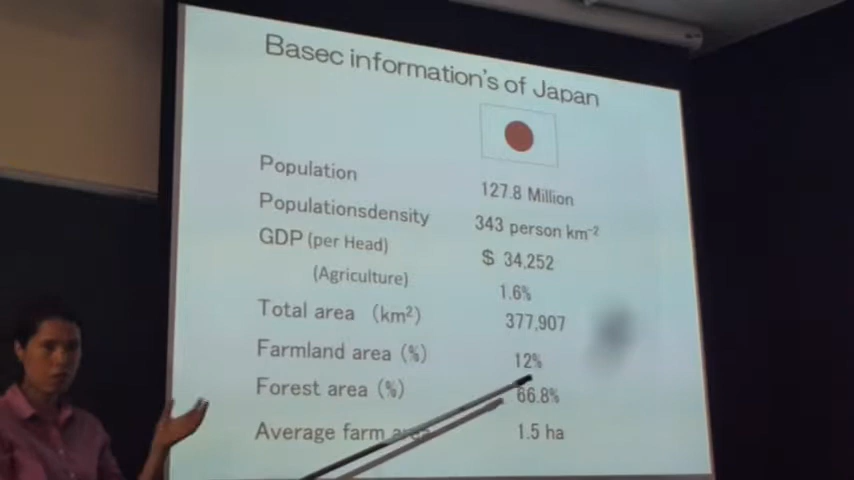 Basec information's of Japan
Population 127.8 Million
Populationsdensity 343 person km⁻²
GDP (per Head) $ 34,252
(Agriculture) 1.6%
Total area (km²) 377,907
Farmland area (%) 12%
Forest area (%) 66.8%
Average farm area 1.5 ha